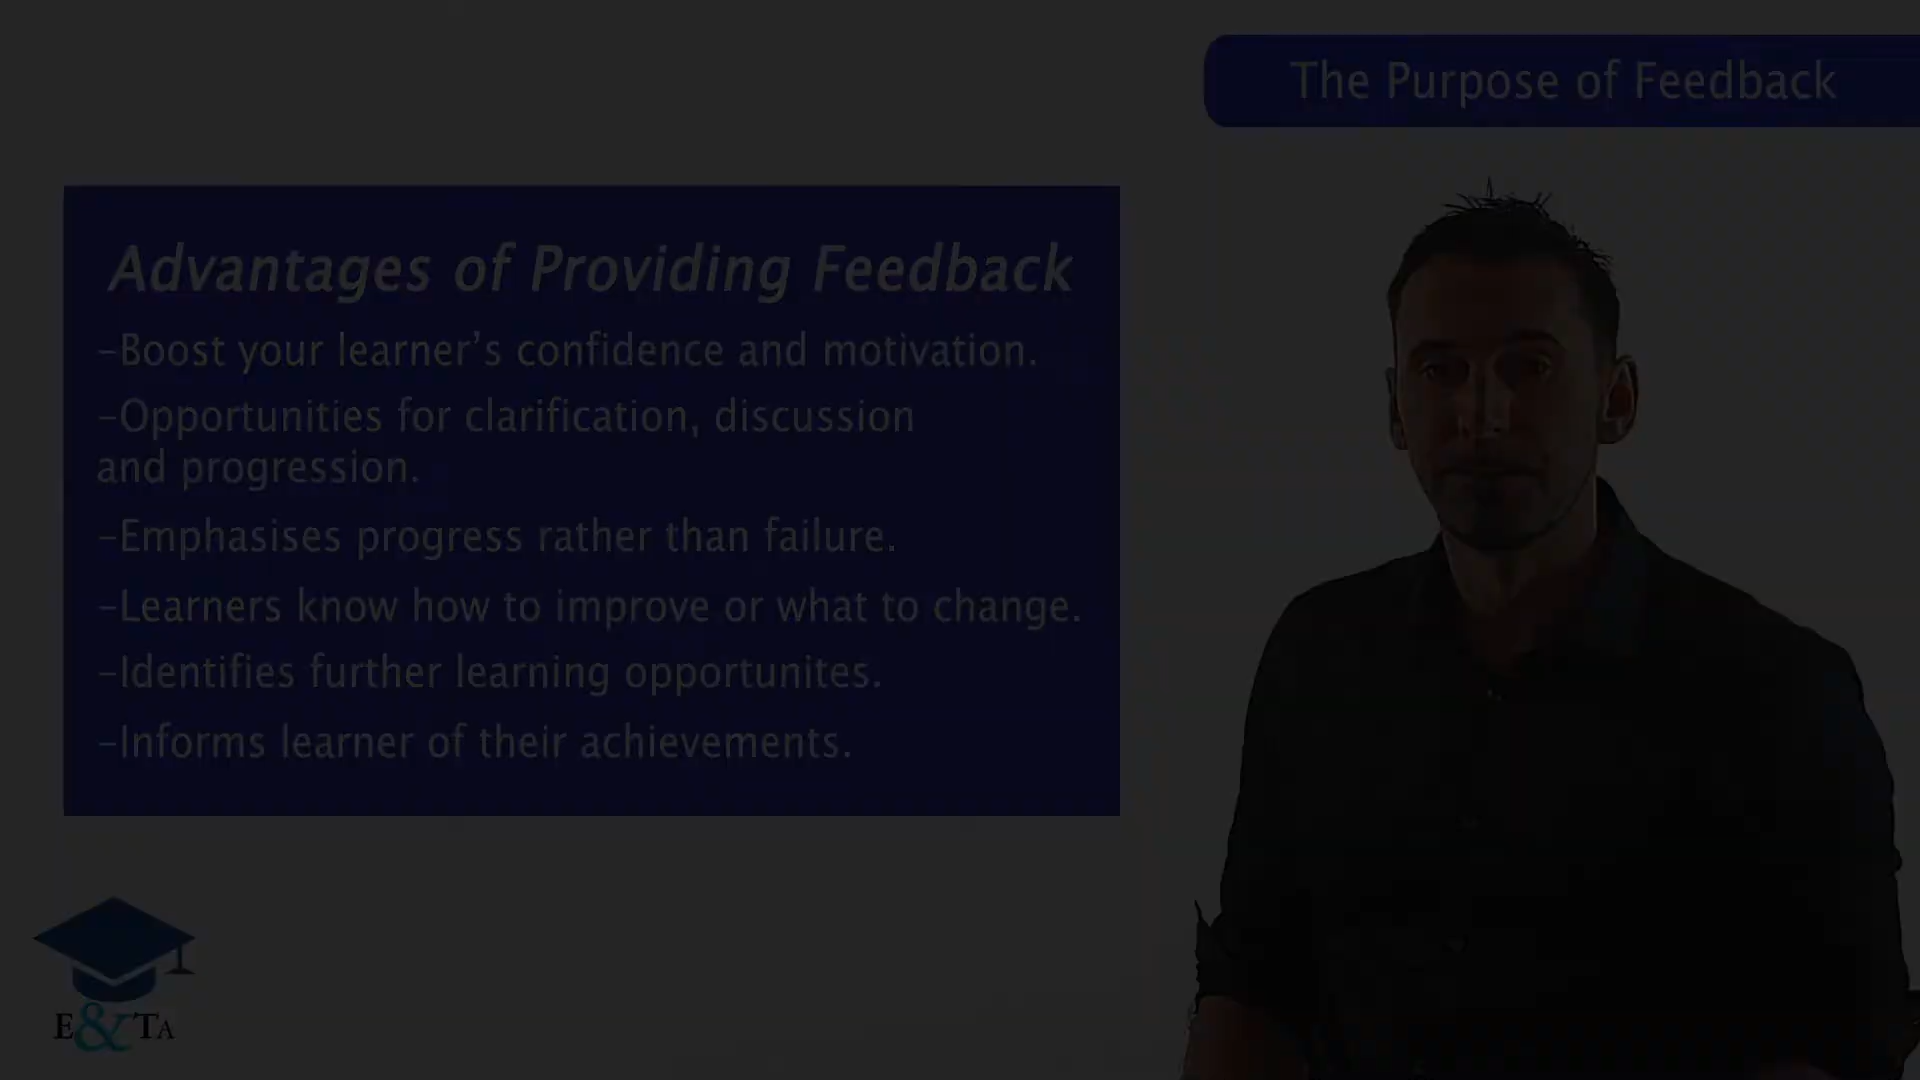 The Purpose of Feedback
Advantages of Providing Feedback
-Boost your learner’s confidence and motivation.
-Opportunities for clarification, discussion
and progression.
-Emphasises progress rather than failure.
-Learners know how to improve or what to change.
-Identifies further learning opportunites.
-Informs learner of their achievements.
E&TA